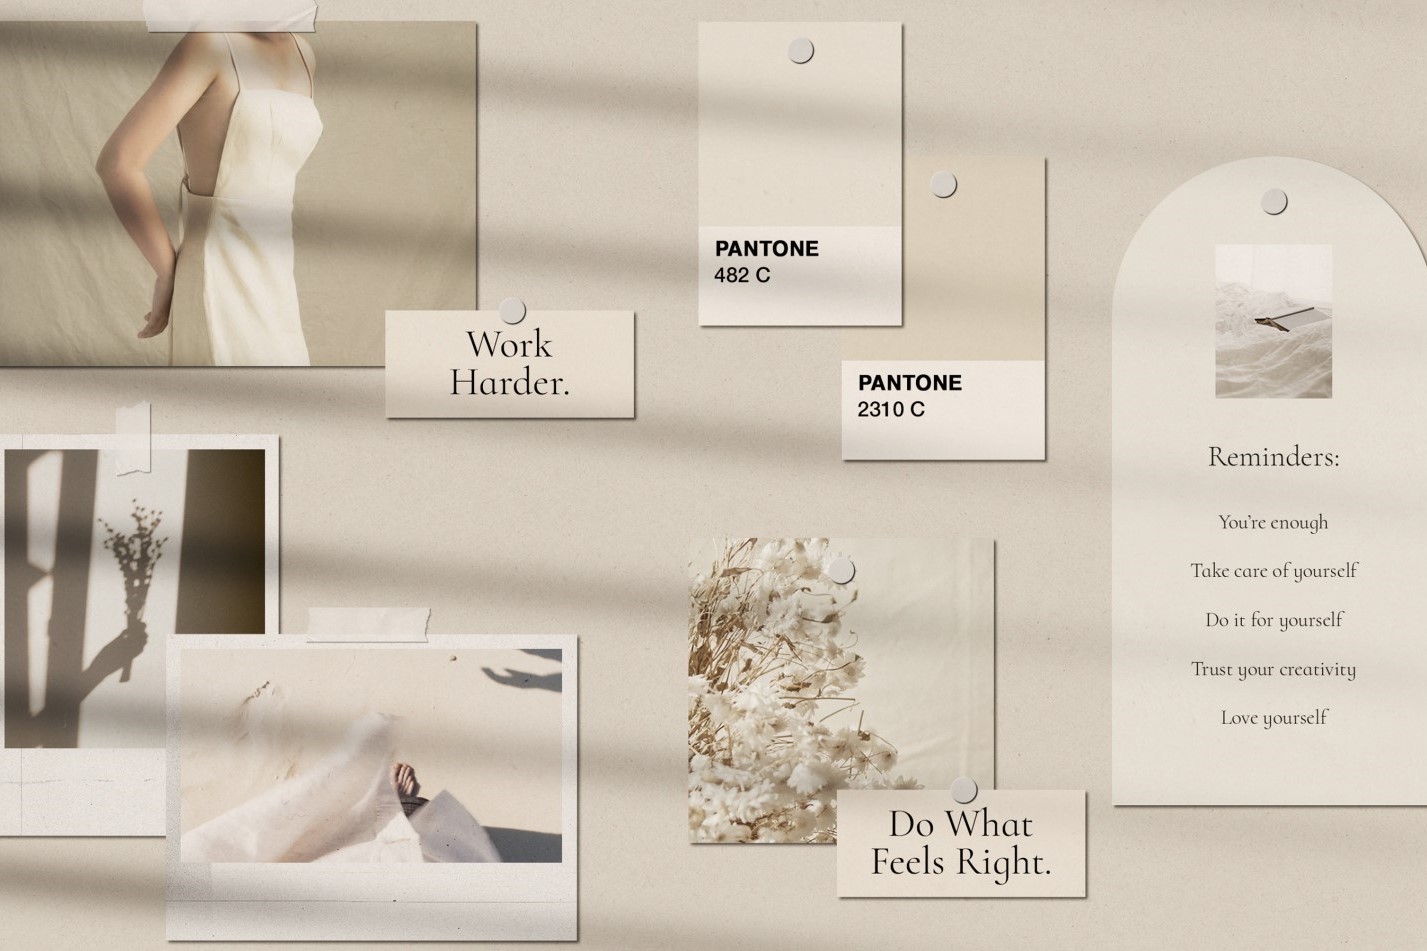 Work
Harder.
PANTONE
482 C
PANTONE
2310 C
Reminders:
You're enough
Take care of yourself
Do it for yourself
Trust your creativity
Love yourself
Do What
Feels Right.